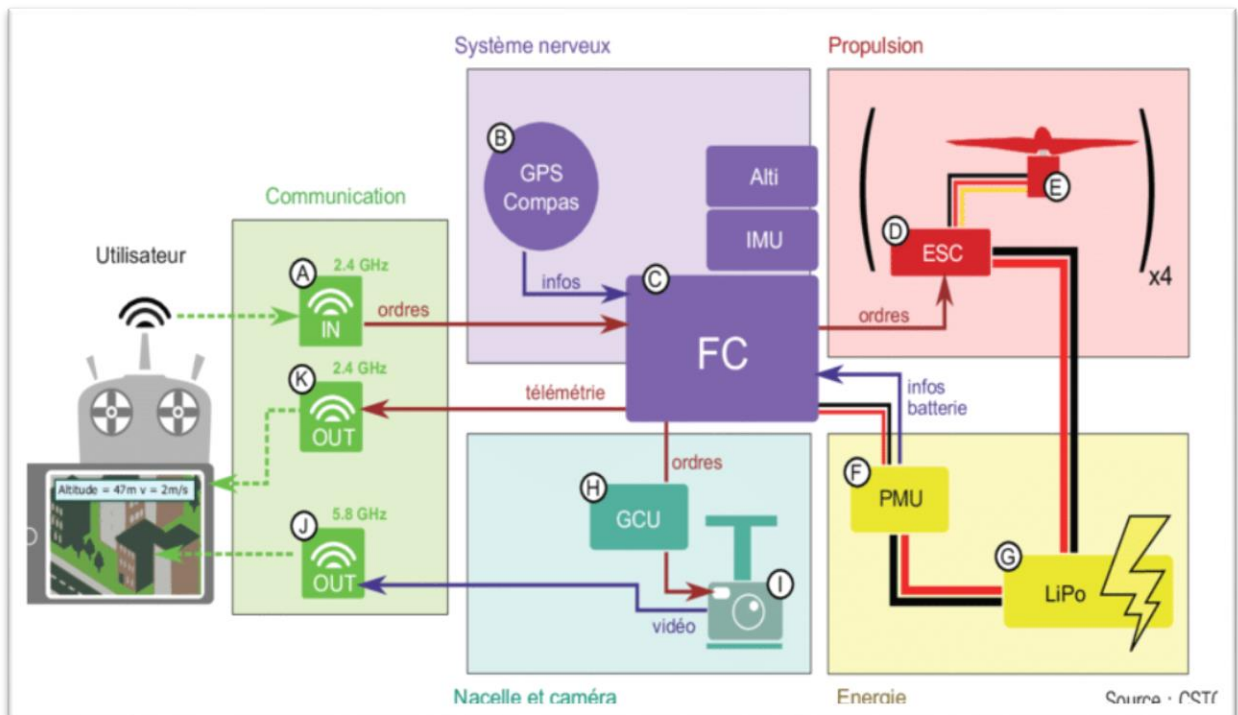 Système nerveux
Propulsion
B
GPS
Compas
Alti
IMU
infos
C
FC
E
D
ESC
x4
ordres
Communication
Utilisateur
A
2.4 GHz
IN
ordres
K
2.4 GHz
OUT
télémétrie
infos
batterie
Altitude = 47m v = 2m/s
J
5.8 GHz
OUT
ordres
H
GCU
I
vidéo
F
PMU
G
LiPo
Nacelle et caméra
Energie
Source :